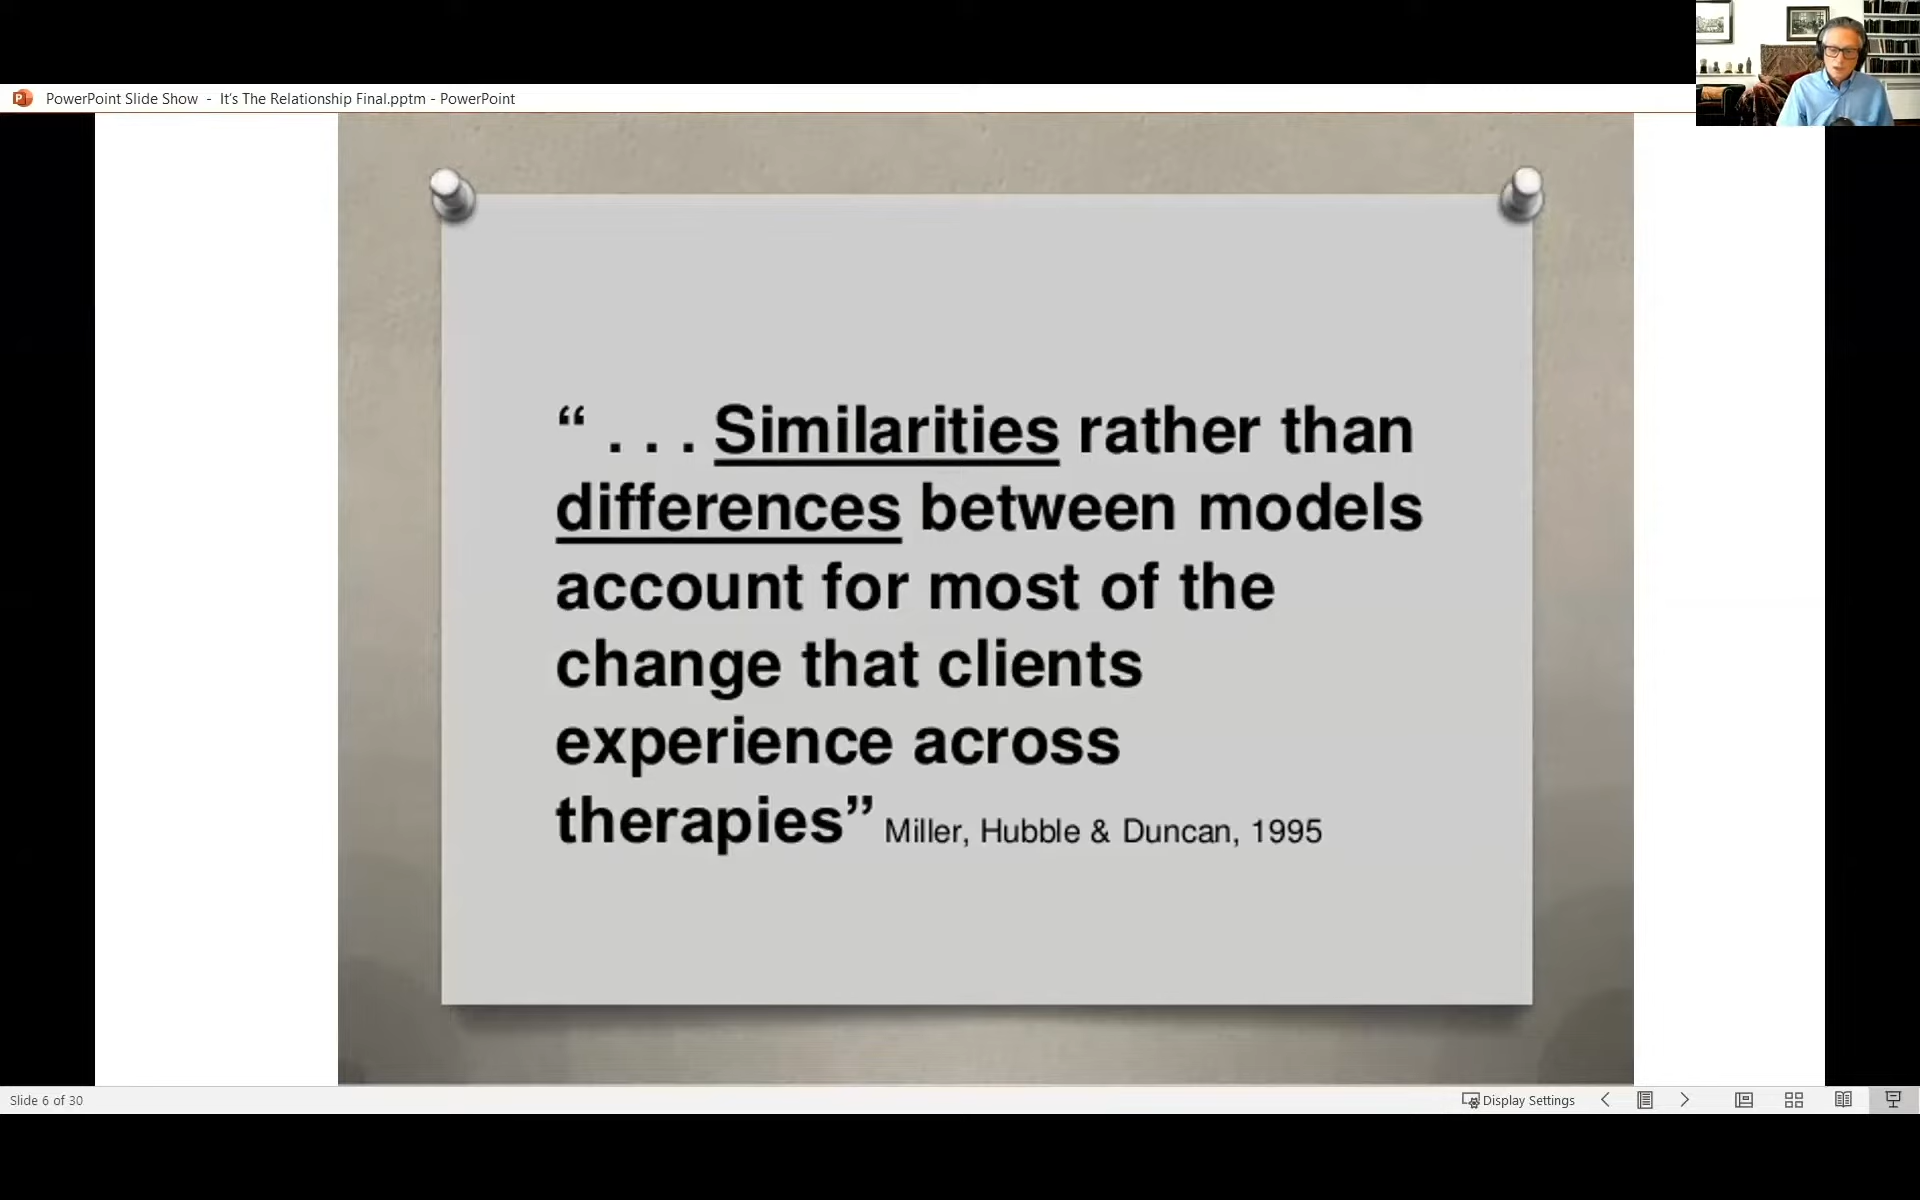 PowerPoint Slide Show - It's The Relationship Final.pptm - PowerPoint
“ . . . Similarities rather than
differences between models
account for most of the
change that clients
experience across
therapies” Miller, Hubble & Duncan, 1995
Slide 6 of 30
Display Settings